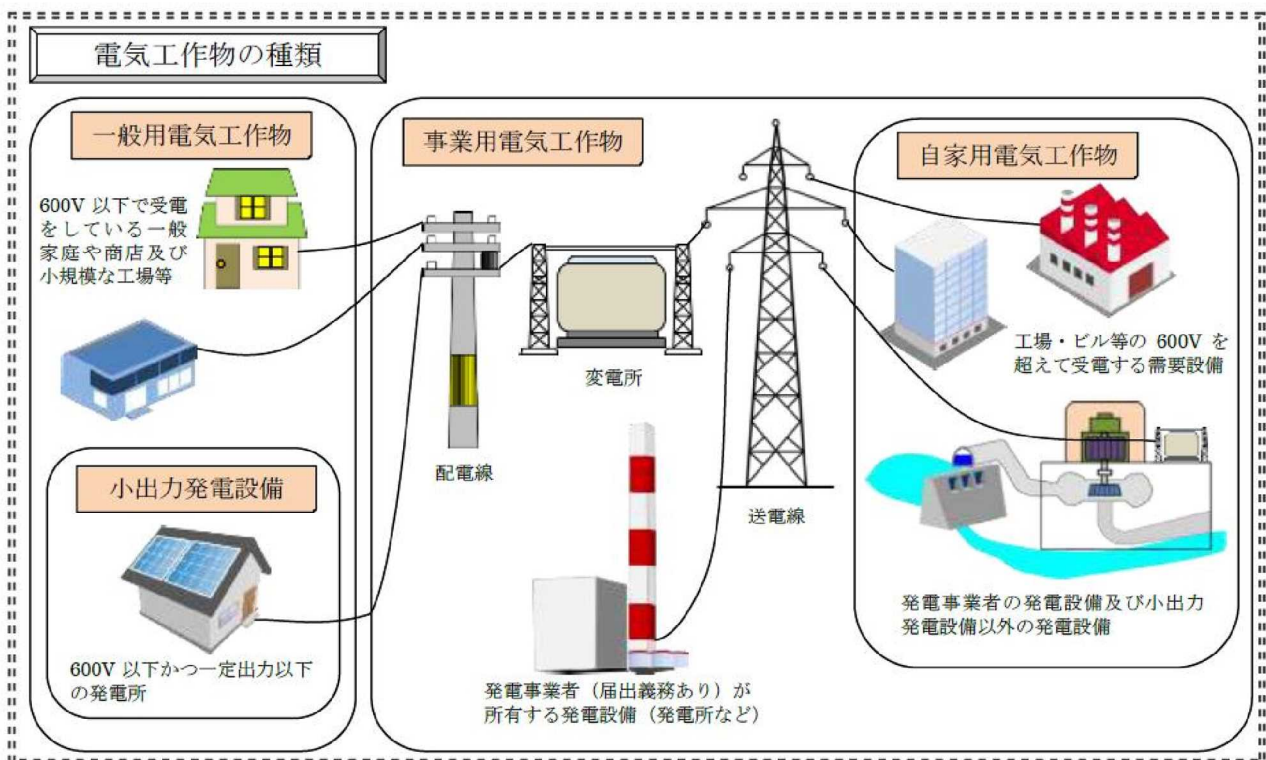 電気工作物の種類
一般用電気工作物
600V 以下で受電
をしている一般
家庭や商店及び
小規模な工場等
小出力発電設備
600V 以下かつ一定出力以下
の発電所
事業用電気工作物
変電所
配電線
送電線
発電事業者（届出義務あり）が
所有する発電設備（発電所など）
自家用電気工作物
工場・ビル等の 600V を
超えて受電する需要設備
発電事業者の発電設備及び小出力
発電設備以外の発電設備